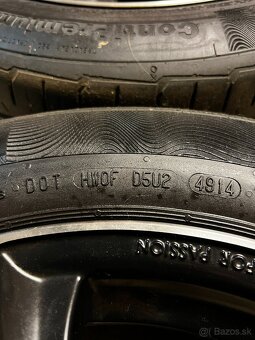 ContiPremium
DOT HW0F D5U2 4914
FOR PASSION
Bazos.sk